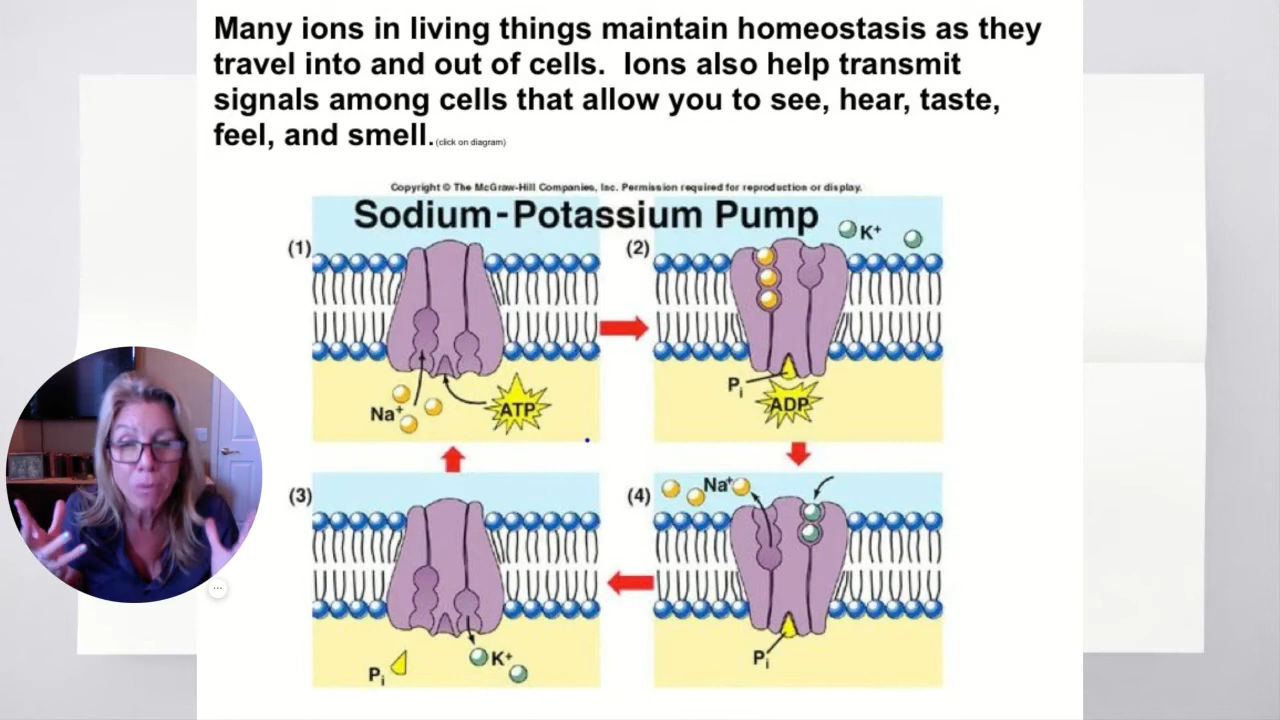 Many ions in living things maintain homeostasis as they
travel into and out of cells.  Ions also help transmit
signals among cells that allow you to see, hear, taste,
feel, and smell. (click on diagram)
Copyright © The McGraw-Hill Companies, Inc. Permission required for reproduction or display.
Sodium-Potassium Pump
(1)
(2)
K+
Na+
ATP
Pi
ADP
(3)
(4)
Na+
Pi
K+
Pi